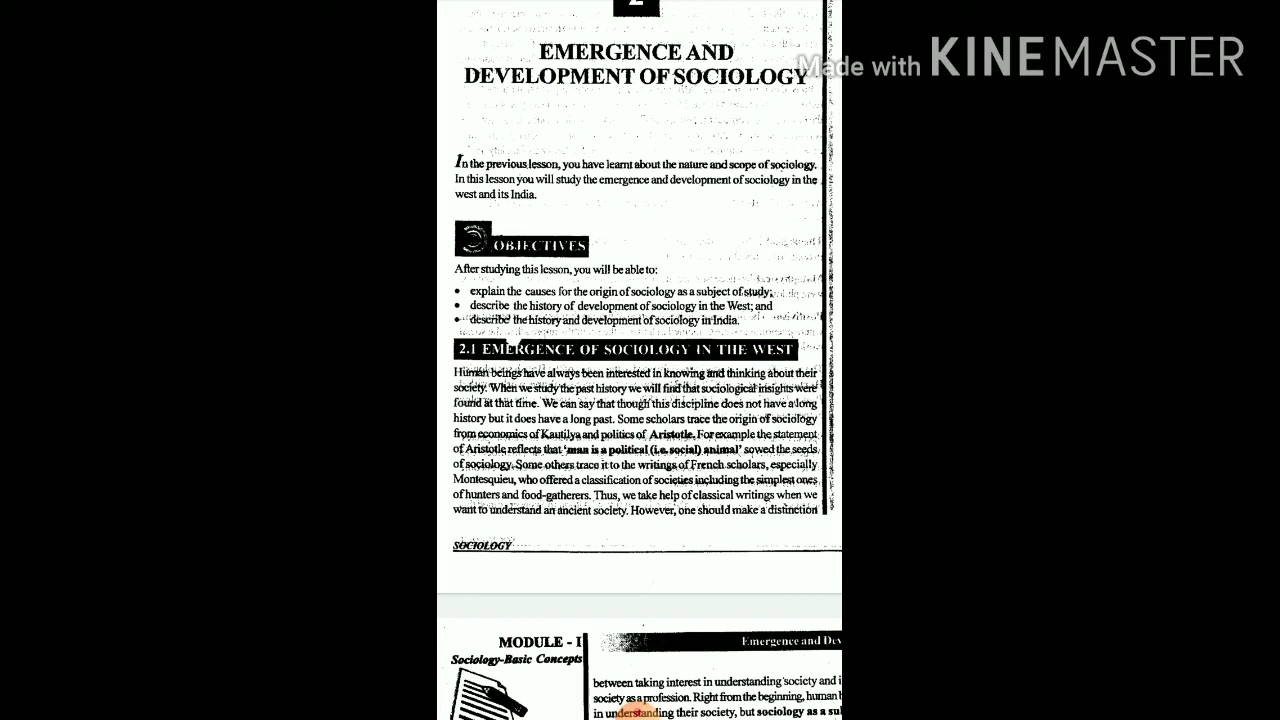 2
EMERGENCE AND
DEVELOPMENT OF SOCIOLOGY
Made with KINEMASTER
In the previous lesson, you have learnt about the nature and scope of sociology.
In this lesson you will study the emergence and development of sociology in the
west and its India.
OBJECTIVES
After studying this lesson, you will be able to:
• explain the causes for the origin of sociology as a subject of study;
• describe the history of development of sociology in the West; and
• describe the history and development of sociology in India.
2.1 EMERGENCE OF SOCIOLOGY IN THE WEST
Human beings have always been interested in knowing and thinking about their
society. When we study the past history we will find that sociological insights were
found at that time. We can say that though this discipline does not have a long
history but it does have a long past. Some scholars trace the origin of sociology
from economics of Kautilya and politics of Aristotle. For example the statement
of Aristotle reflects that 'man is a political (i.e. social) animal' sowed the seeds
of sociology. Some others trace it to the writings of French scholars, especially
Montesquieu, who offered a classification of societies including the simplest ones
of hunters and food-gatherers. Thus, we take help of classical writings when we
want to understand an ancient society. However, one should make a distinction
SOCIOLOGY
MODULE - I
Sociology-Basic Concepts
Emergence and Dev
between taking interest in understanding society and i
society as a profession. Right from the beginning, human b
in understanding their society, but sociology as a su